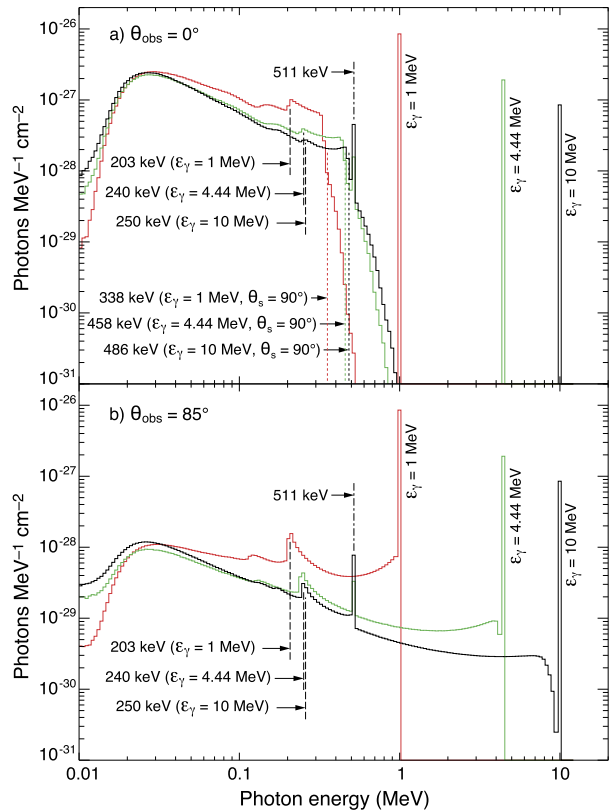 a) θobs = 0°
511 keV
εγ = 1 MeV
εγ = 4.44 MeV
εγ = 10 MeV
203 keV (εγ = 1 MeV)
240 keV (εγ = 4.44 MeV)
250 keV (εγ = 10 MeV)
338 keV (εγ = 1 MeV, θs = 90°)
458 keV (εγ = 4.44 MeV, θs = 90°)
486 keV (εγ = 10 MeV, θs = 90°)
Photons MeV⁻¹ cm⁻²
10⁻²⁶
10⁻²⁷
10⁻²⁸
10⁻²⁹
10⁻³⁰
10⁻³¹
b) θobs = 85°
511 keV
εγ = 1 MeV
εγ = 4.44 MeV
εγ = 10 MeV
203 keV (εγ = 1 MeV)
240 keV (εγ = 4.44 MeV)
250 keV (εγ = 10 MeV)
Photons MeV⁻¹ cm⁻²
10⁻²⁶
10⁻²⁷
10⁻²⁸
10⁻²⁹
10⁻³⁰
10⁻³¹
0.01 0.1 1 10
Photon energy (MeV)